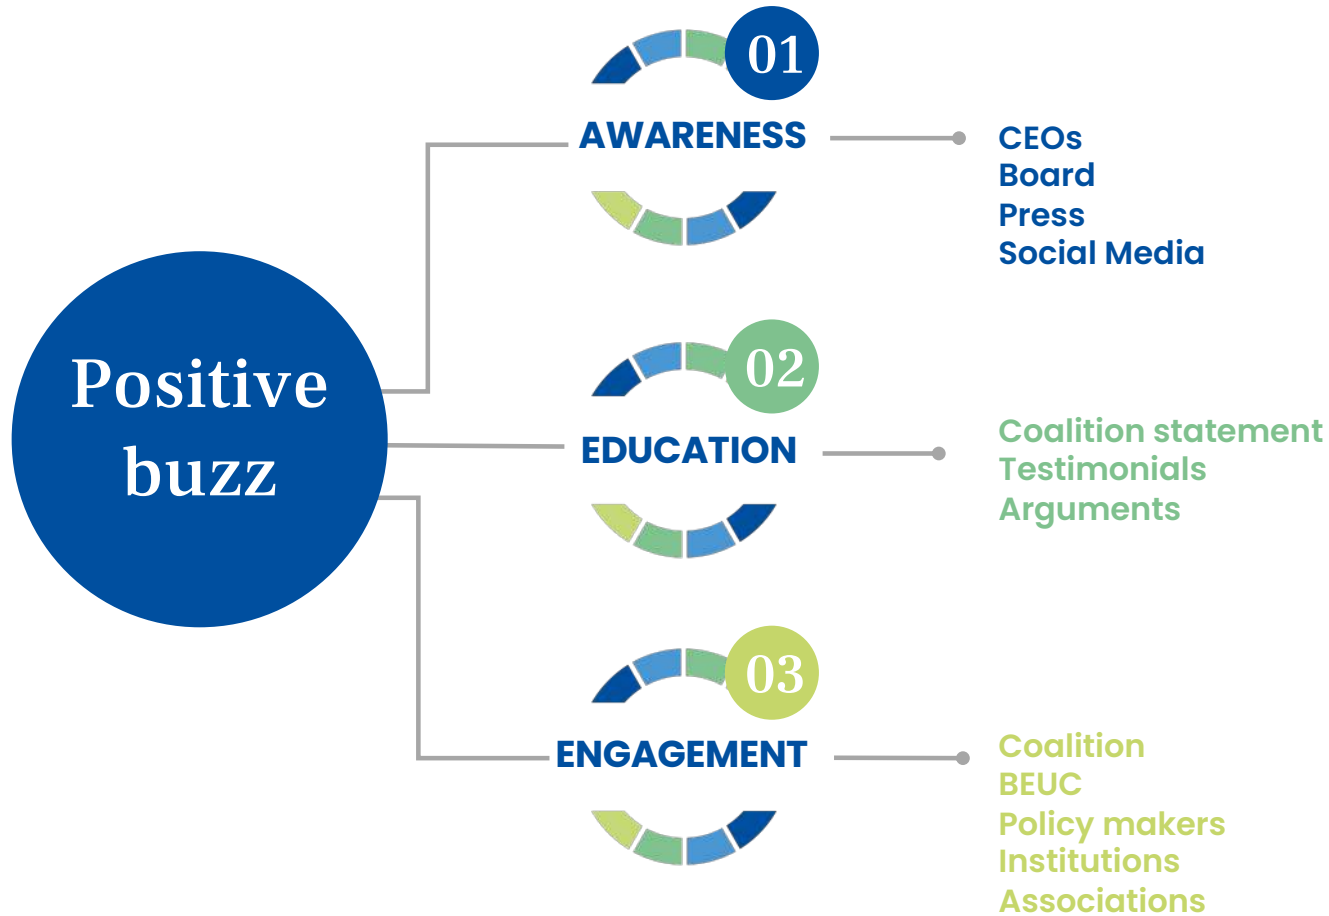 Positive
buzz
01
AWARENESS
CEOs
Board
Press
Social Media
02
EDUCATION
Coalition statement
Testimonials
Arguments
03
ENGAGEMENT
Coalition
BEUC
Policy makers
Institutions
Associations